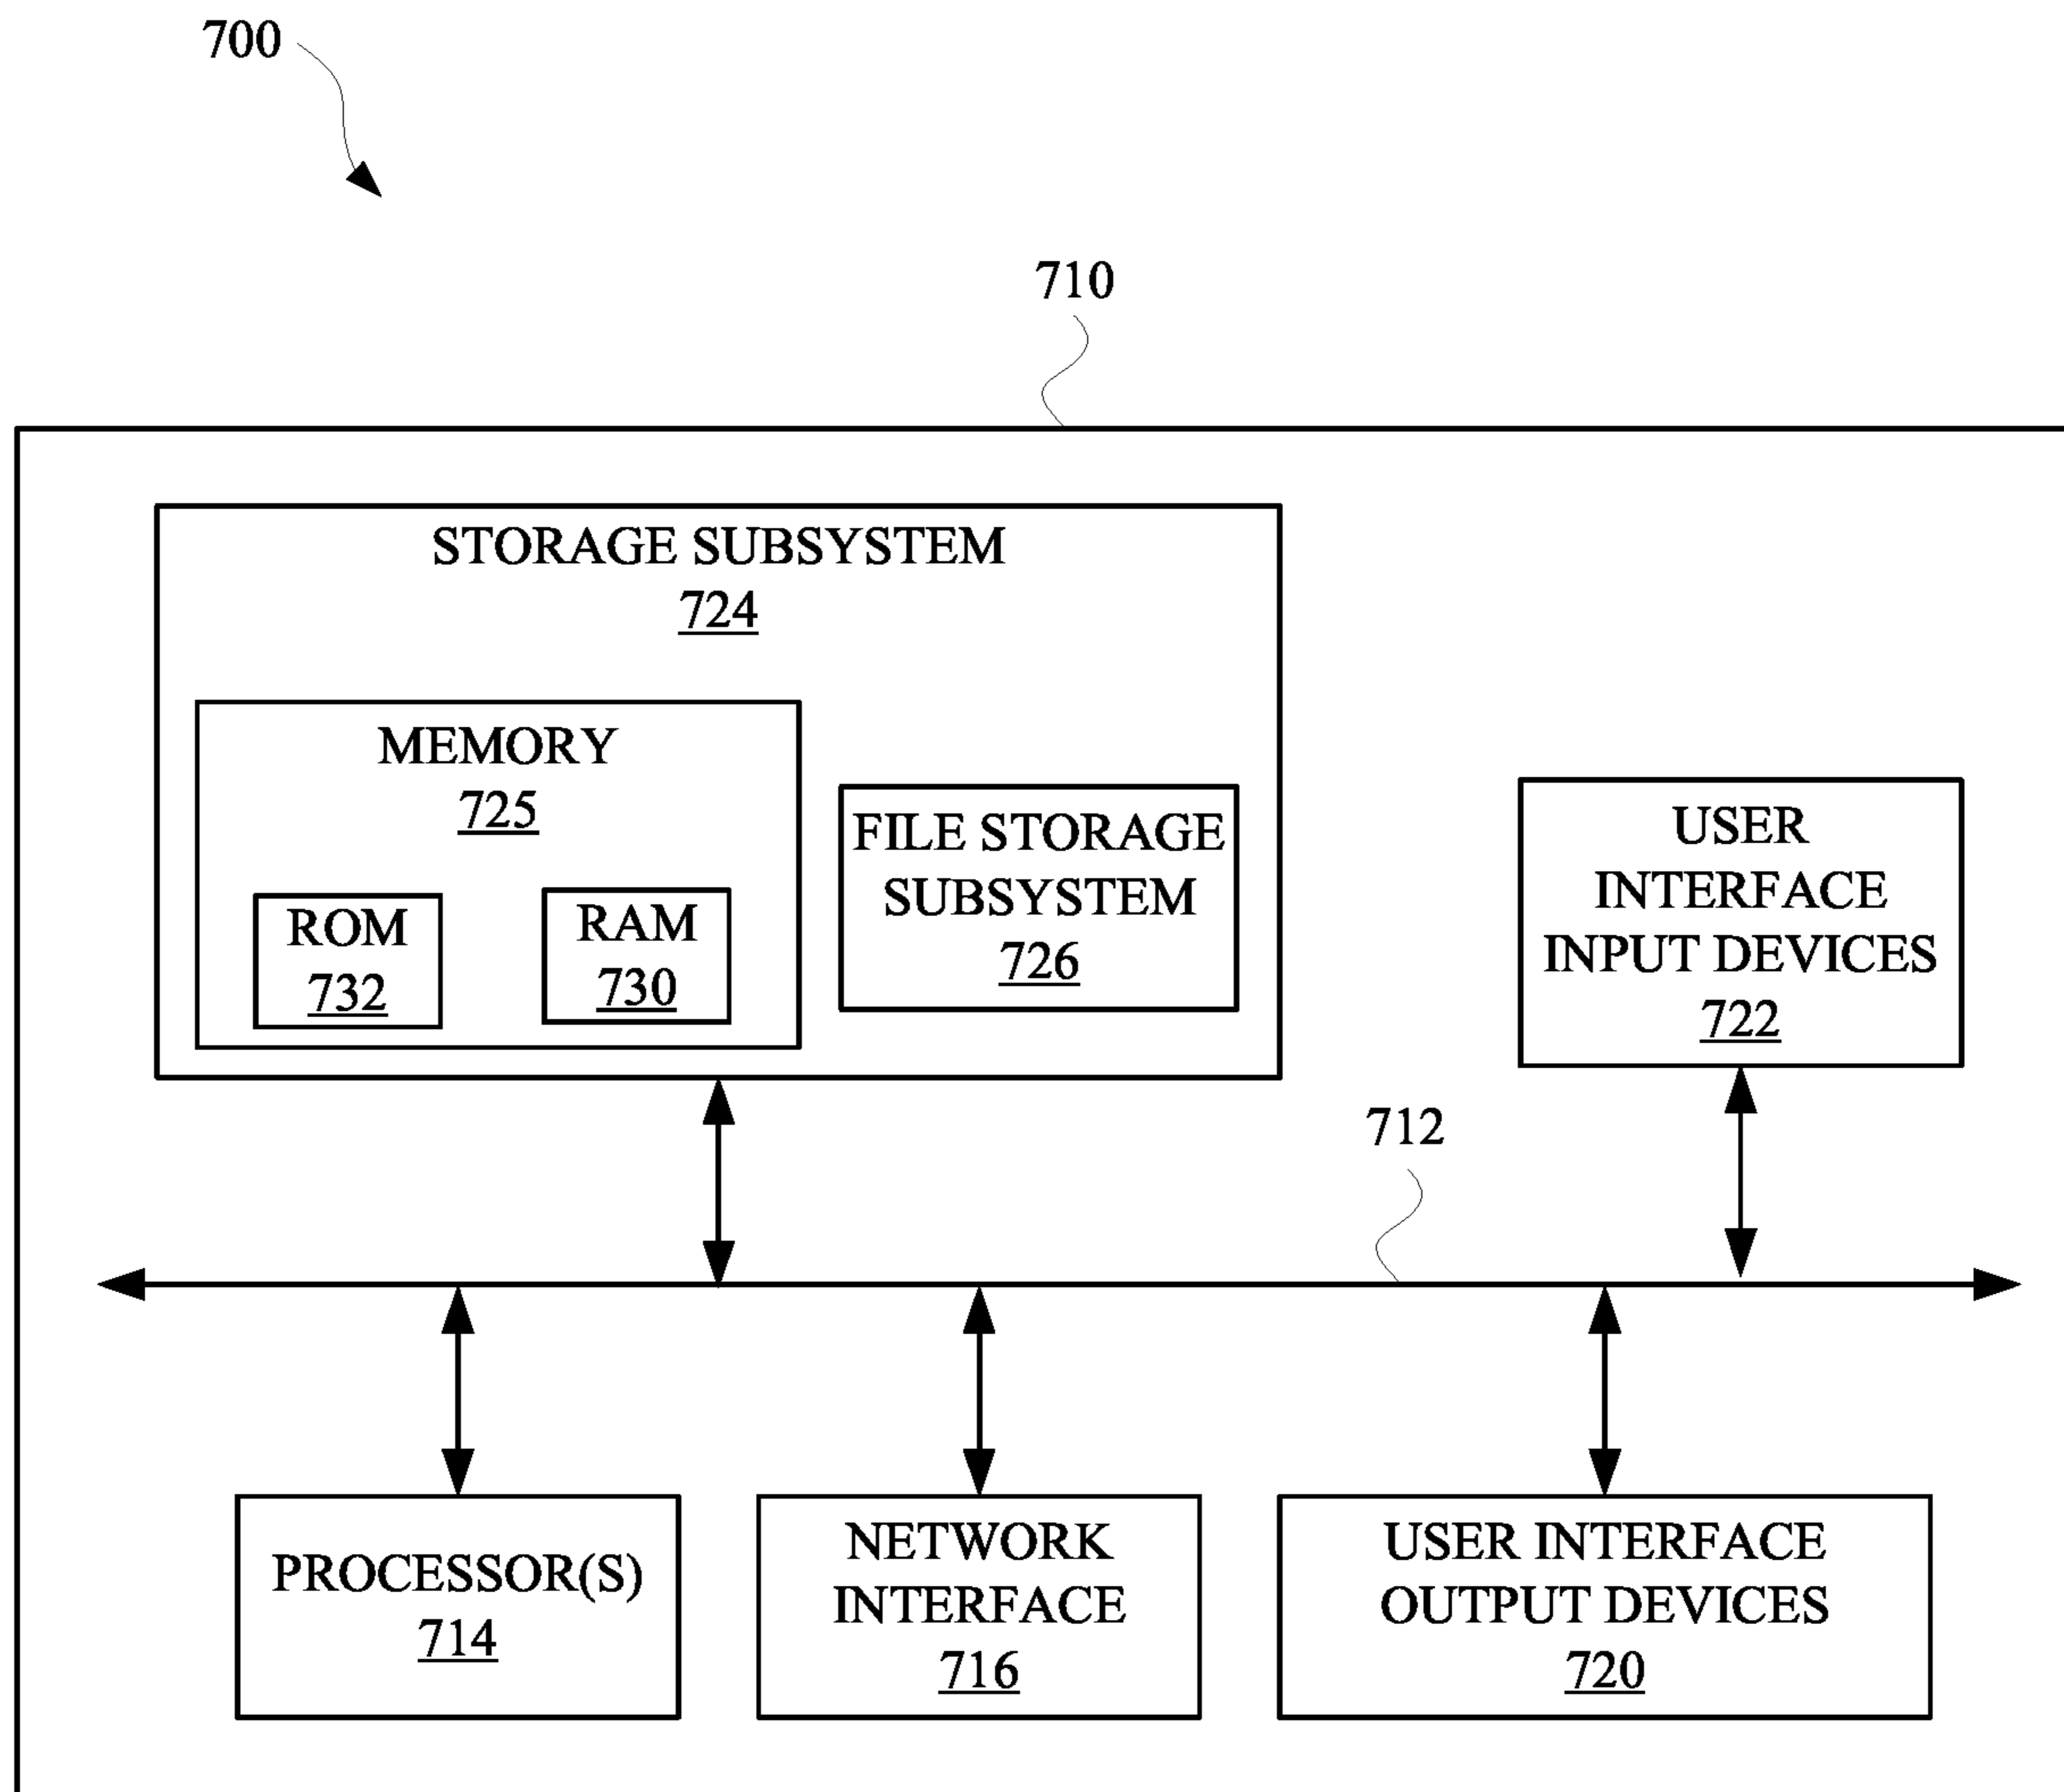 700
710
STORAGE SUBSYSTEM
724
MEMORY
725
ROM
732
RAM
730
FILE STORAGE
SUBSYSTEM
726
USER
INTERFACE
INPUT DEVICES
722
712
PROCESSOR(S)
714
NETWORK
INTERFACE
716
USER INTERFACE
OUTPUT DEVICES
720